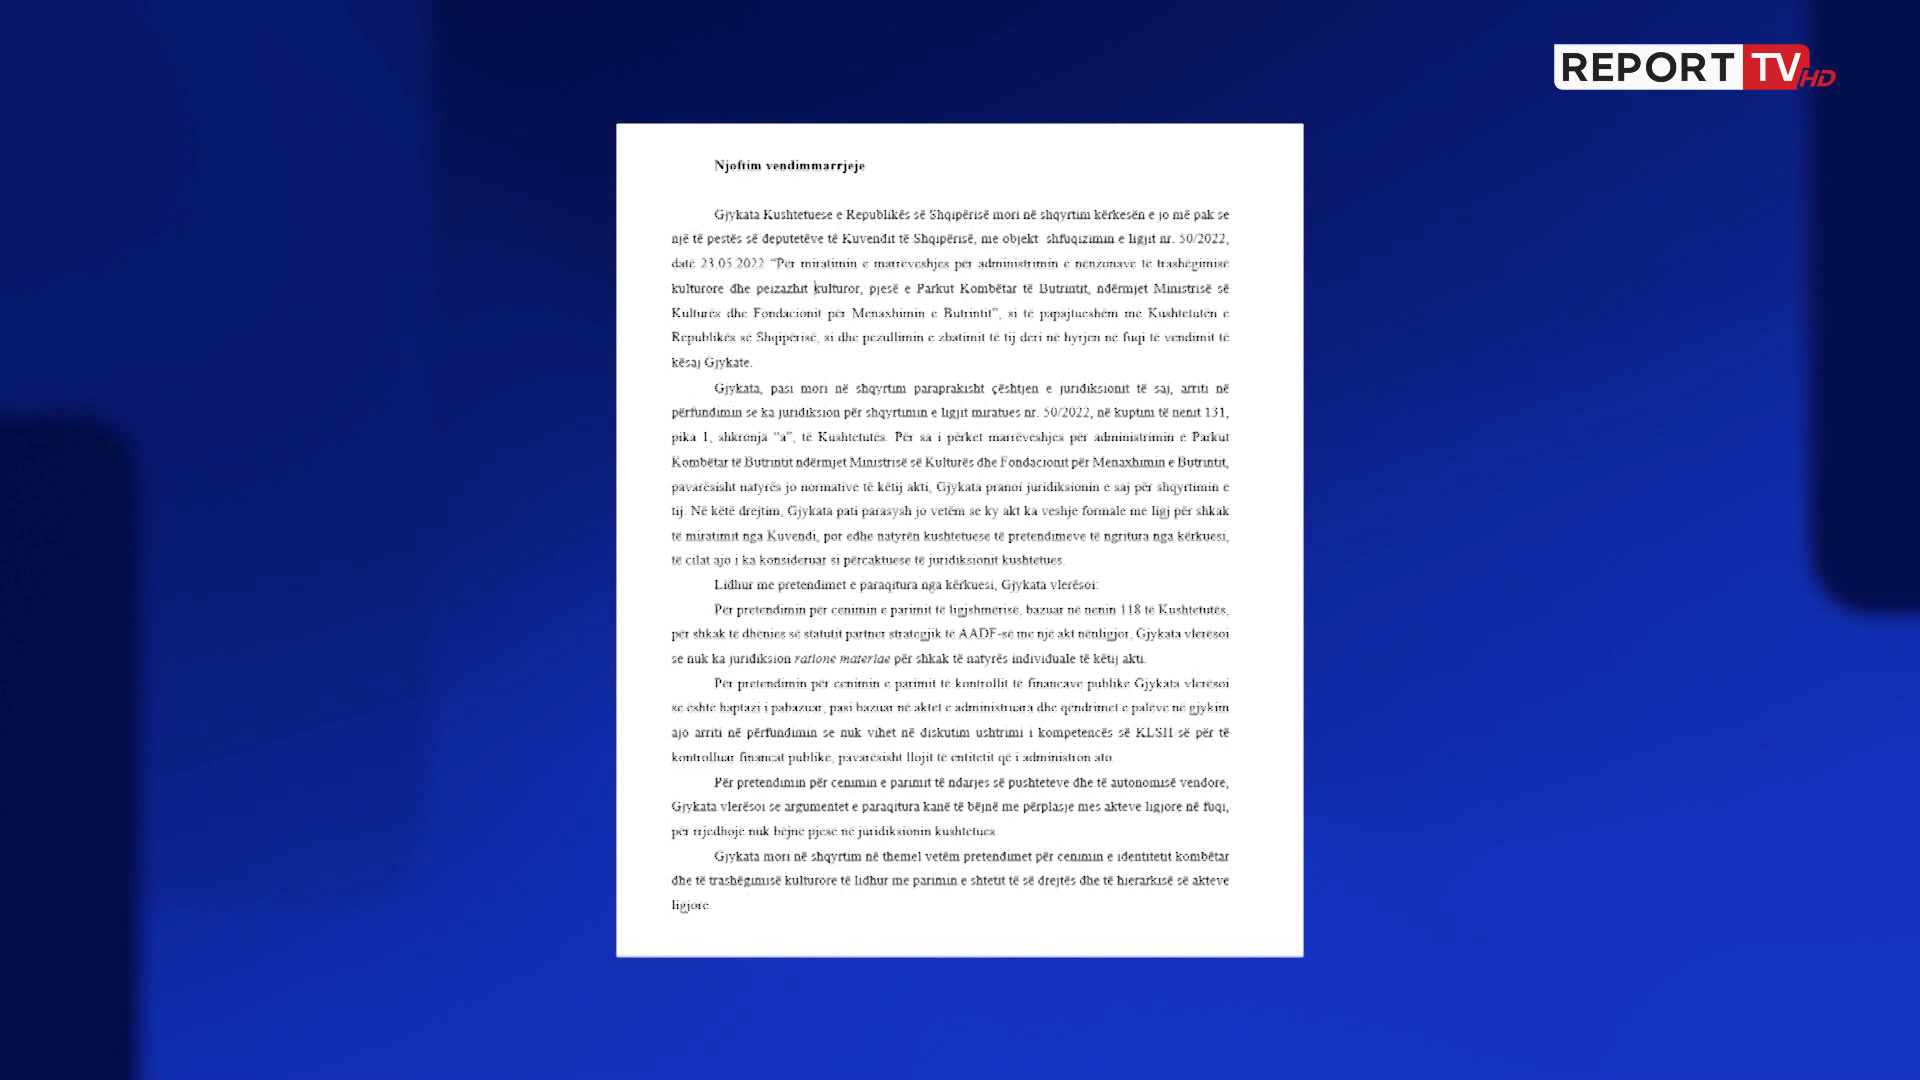 REPORT TV HD
Njoftim vendimmarrjeje
Gjykata Kushtetuese e Republikës së Shqipërisë mori në shqyrtim kërkesën e jo më pak se
një të pestës së deputetëve të Kuvendit të Shqipërisë, me objekt shfuqizimin e ligjit nr. 50/2022,
datë 23.05.2022 “Për miratimin e marrëveshjes për administrimin e nënzonave të trashëgimisë
kulturore dhe peizazhit kulturor, pjesë e Parkut Kombëtar të Butrintit, ndërmjet Ministrisë së
Kulturës dhe Fondacionit për Menaxhimin e Butrintit”, si të papajtueshëm me Kushtetutën e
Republikës së Shqipërisë, si dhe pezullimin e zbatimit të tij deri në hyrjen në fuqi të vendimit të
kësaj Gjykate.
Gjykata, pasi mori në shqyrtim paraprakisht çështjen e juridiksionit të saj, arriti në
përfundimin se ka juridiksion për shqyrtimin e ligjit miratues nr. 50/2022, në kuptim të nenit 131,
pika 1, shkronja “a”, të Kushtetutës. Për sa i përket marrëveshjes për administrimin e Parkut
Kombëtar të Butrintit ndërmjet Ministrisë së Kulturës dhe Fondacionit për Menaxhimin e Butrintit,
pavarësisht natyrës jo normative të këtij akti, Gjykata pranoi juridiksionin e saj për shqyrtimin e
tij. Në këtë drejtim, Gjykata pati parasysh jo vetëm se ky akt ka veshje formale me ligj për shkak
të miratimit nga Kuvendi, por edhe natyrën kushtetuese të pretendimeve të ngritura nga kërkuesi,
të cilat ajo i ka konsideruar si përcaktuese të juridiksionit kushtetues.
Lidhur me pretendimet e paraqitura nga kërkuesi, Gjykata vlerësoi:
Për pretendimin për cenimin e parimit të ligjshmërisë, bazuar në nenin 118 të Kushtetutës,
për shkak të dhënies së statutit partner strategjik të AADF-së me një akt nënligjor, Gjykata vlerësoi
se nuk ka juridiksion ratione materiae për shkak të natyrës individuale të këtij akti.
Për pretendimin për cenimin e parimit të kontrollit të financave publike Gjykata vlerësoi
se është haptazi i pabazuar, pasi bazuar në aktet e administruara dhe qëndrimet e palëve në gjykim
ajo arriti në përfundimin se nuk vihet në diskutim ushtrimi i kompetencës së KLSH-së për të
kontrolluar financat publike, pavarësisht llojit të entitetit që i administron ato.
Për pretendimin për cenimin e parimit të ndarjes së pushteteve dhe të autonomisë vendore,
Gjykata vlerësoi se argumentet e paraqitura kanë të bëjnë me përplasje mes akteve ligjore në fuqi,
për rrjedhojë nuk bëjnë pjesë në juridiksionin kushtetues.
Gjykata mori në shqyrtim në themel vetëm pretendimet për cenimin e identitetit kombëtar
dhe të trashëgimisë kulturore të lidhur me parimin e shtetit të së drejtës dhe të hierarkisë së akteve
ligjore.